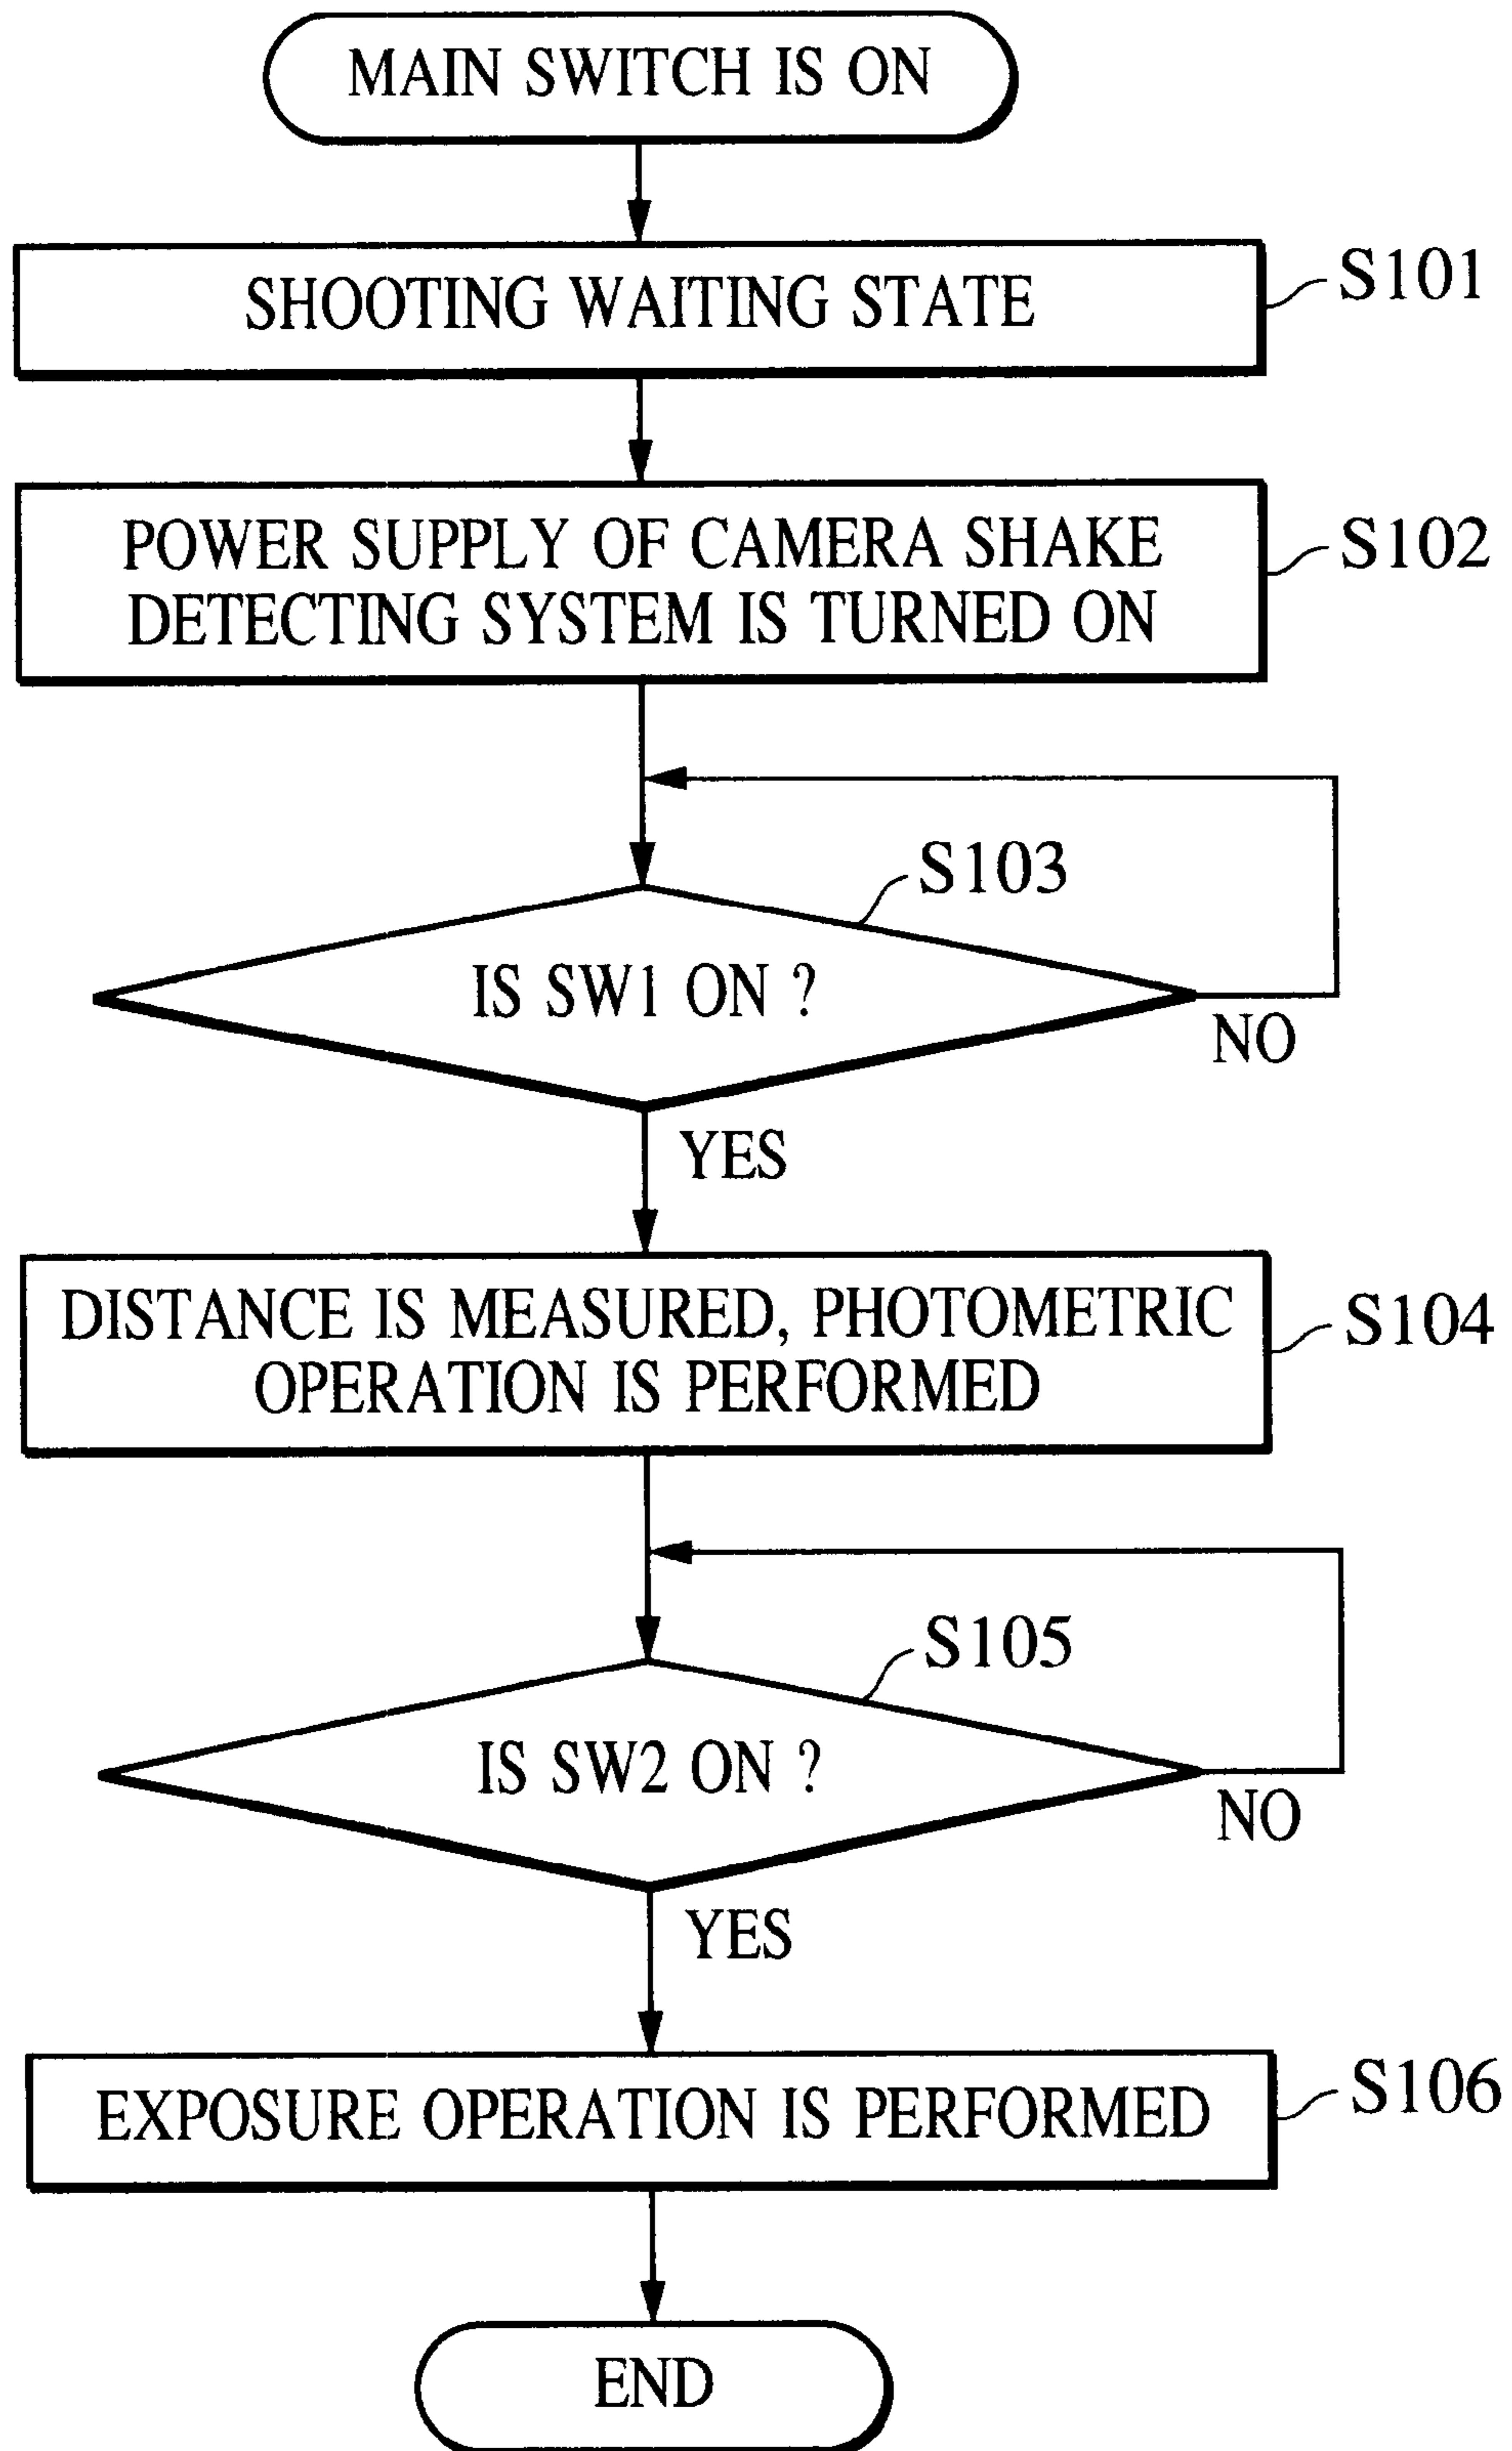 MAIN SWITCH IS ON
SHOOTING WAITING STATE
S101
POWER SUPPLY OF CAMERA SHAKE
DETECTING SYSTEM IS TURNED ON
S102
S103
IS SW1 ON ?
NO
YES
DISTANCE IS MEASURED, PHOTOMETRIC
OPERATION IS PERFORMED
S104
S105
IS SW2 ON ?
NO
YES
EXPOSURE OPERATION IS PERFORMED
S106
END